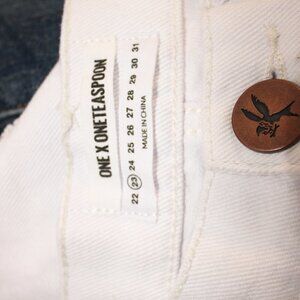 ONE X ONETEASPOON
22 23 24 25 26 27 28 29 30 31
MADE IN CHINA